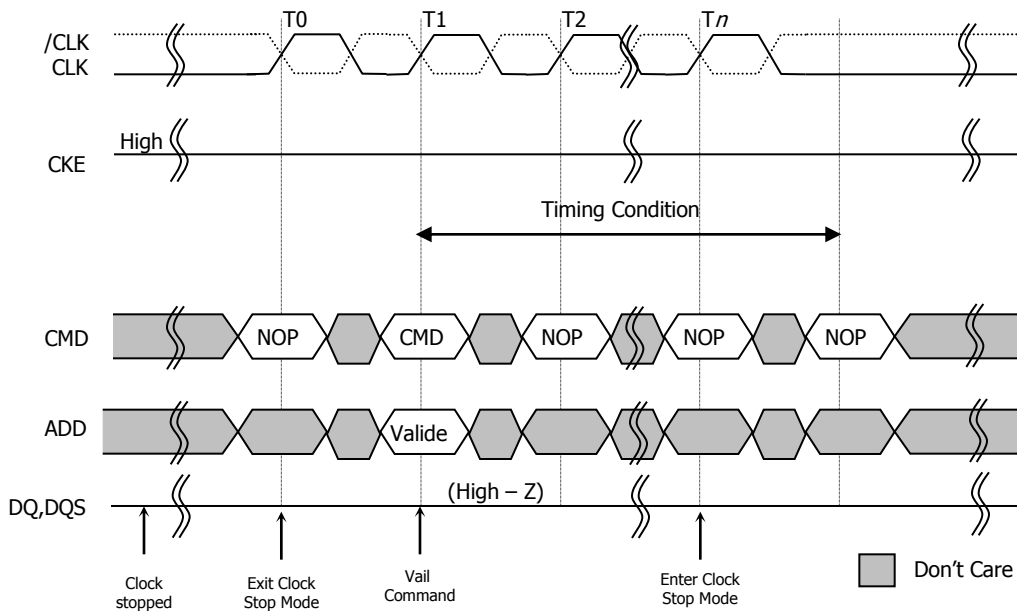 T0 T1 T2 Tn
/CLK
CLK
High
CKE
Timing Condition
CMD NOP CMD NOP NOP NOP
ADD Valide
(High – Z)
DQ,DQS
Clock
stopped
Exit Clock
Stop Mode
Vail
Command
Enter Clock
Stop Mode
Don't Care